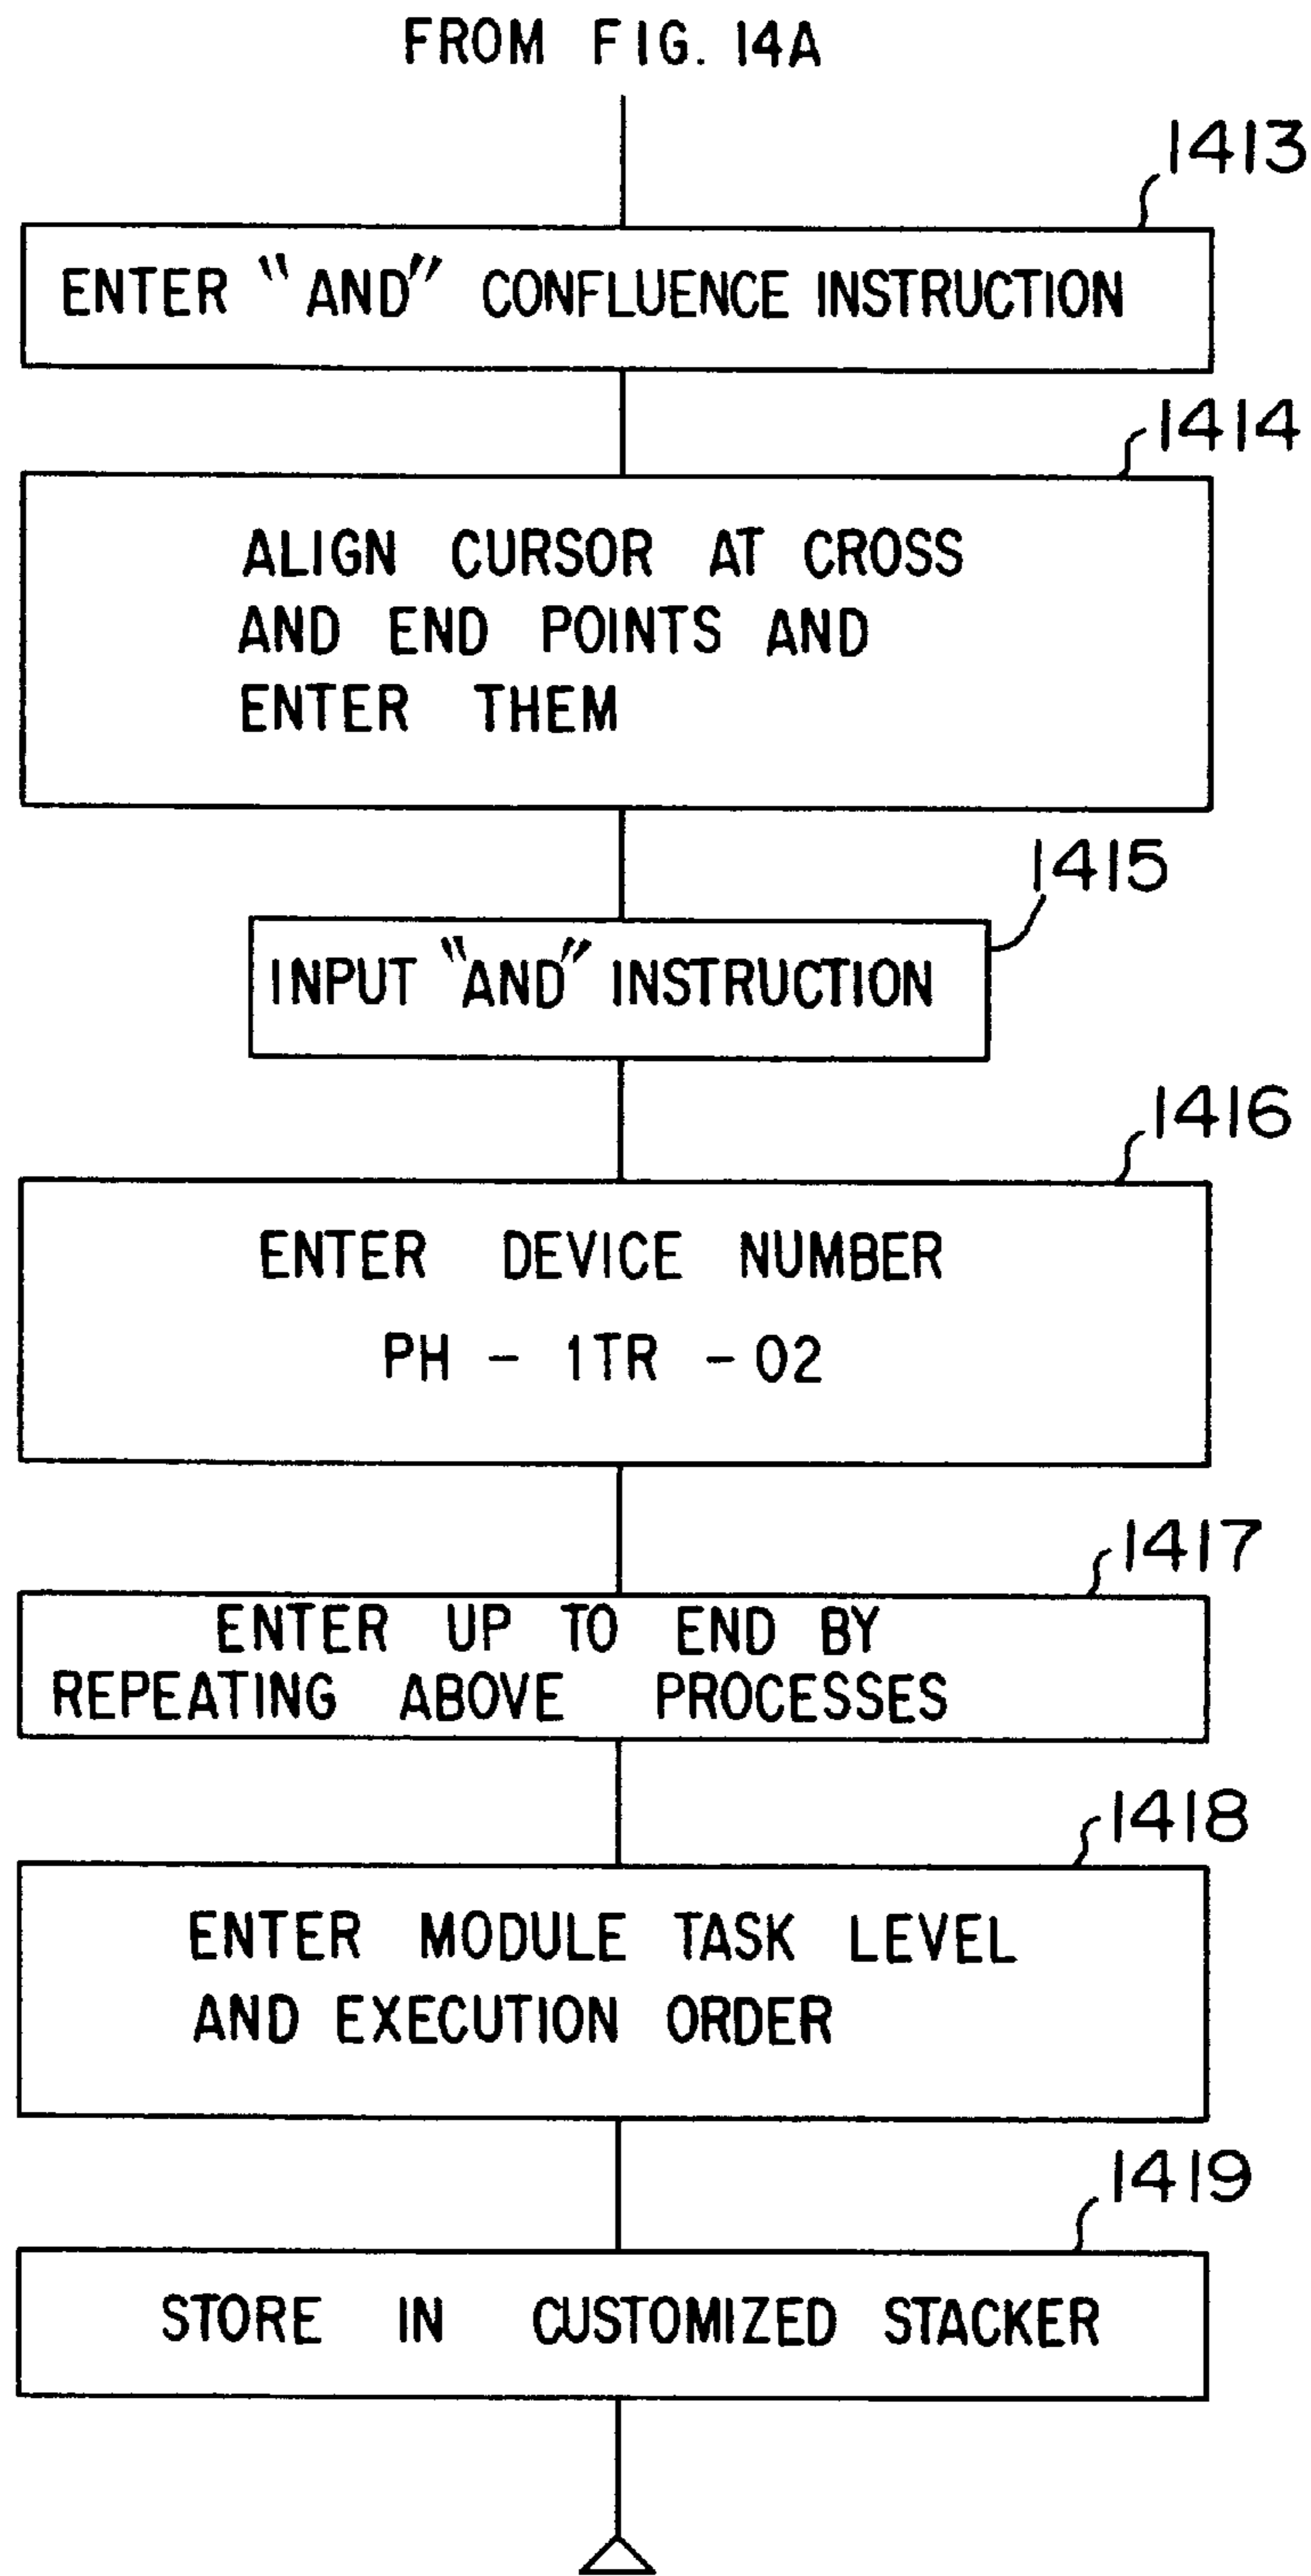 FROM FIG. 14A
1413
ENTER "AND" CONFLUENCE INSTRUCTION
1414
ALIGN CURSOR AT CROSS
AND END POINTS AND
ENTER THEM
1415
INPUT "AND" INSTRUCTION
1416
ENTER DEVICE NUMBER
PH - 1TR - 02
1417
ENTER UP TO END BY
REPEATING ABOVE PROCESSES
1418
ENTER MODULE TASK LEVEL
AND EXECUTION ORDER
1419
STORE IN CUSTOMIZED STACKER